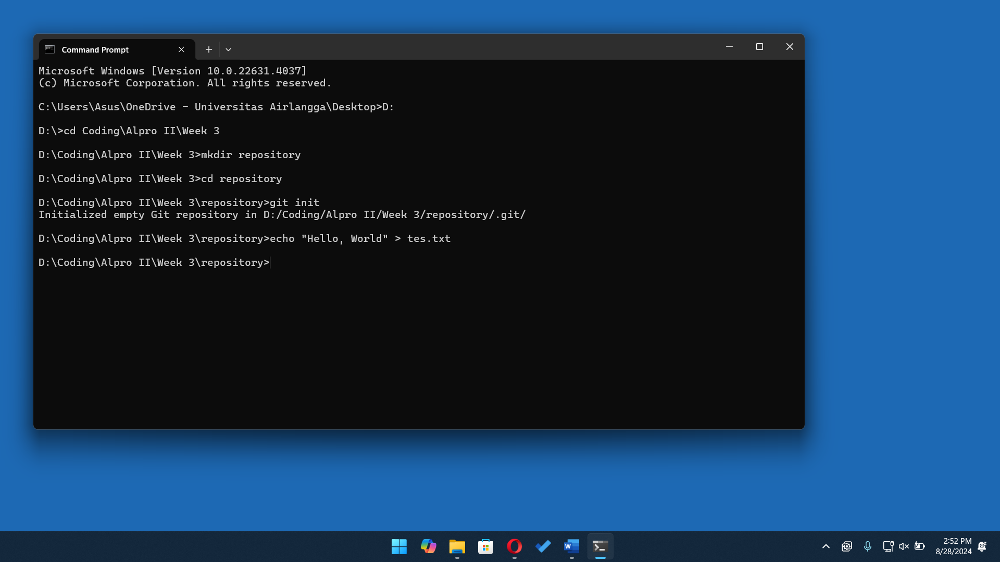 Command Prompt
Microsoft Windows [Version 10.0.22631.4037]
(c) Microsoft Corporation. All rights reserved.
C:\Users\Asus\OneDrive - Universitas Airlangga\Desktop>D:
D:\>cd Coding\Alpro II\Week 3
D:\Coding\Alpro II\Week 3>mkdir repository
D:\Coding\Alpro II\Week 3>cd repository
D:\Coding\Alpro II\Week 3\repository>git init
Initialized empty Git repository in D:/Coding/Alpro II/Week 3/repository/.git/
D:\Coding\Alpro II\Week 3\repository>echo "Hello, World" > tes.txt
D:\Coding\Alpro II\Week 3\repository>
2:52 PM
8/28/2024